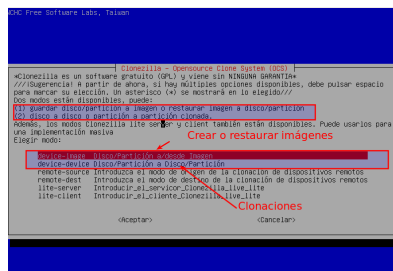 NCHC Free Software Labs, Taiwan
Clonezilla - Opensource Clone System (OCS)
*Clonezilla es un software gratuito (GPL) y viene sin NINGUNA GARANTIA*
///¡Sugerencia! A partir de ahora, si hay múltiples opciones disponibles, debe pulsar espacio
para marcar su elección. Un asterisco (*) se mostrará en lo elegido///
Dos modos están disponibles, puede:
(1) guardar disco/partición a imagen o restaurar imagen a disco/partición
(2) disco a disco o partición a partición clonada.
Además, los modos Clonezilla lite server y client también están disponibles. Puede usarlos para
una implementación masiva
Elegir modo:
Crear o restaurar imágenes
device-image Disco/Partición a/desde Imagen
device-device Disco/Partición a Disco/Partición
remote-source Introduzca el modo de origen de la clonación de dispositivos remotos
remote-dest Introduzca el modo de destino de la clonación de dispositivos remotos
lite-server Introducir_el_servicor_Clonezilla_live_lite
lite-client Introducir_el_cliente_Clonezilla_live_lite
Clonaciones
<Aceptar> <Cancelar>